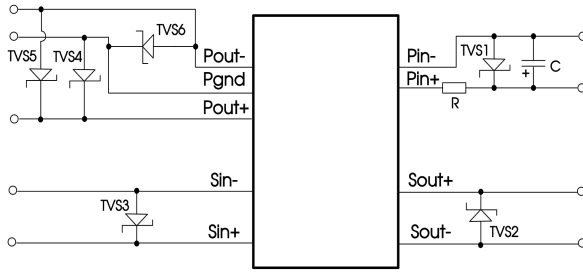 TVS6
TVS5
TVS4
Pout-
Pgnd
Pout+
Pin-
Pin+
TVS1
+
C
R
Sin-
TVS3
Sin+
Sout+
Sout-
TVS2